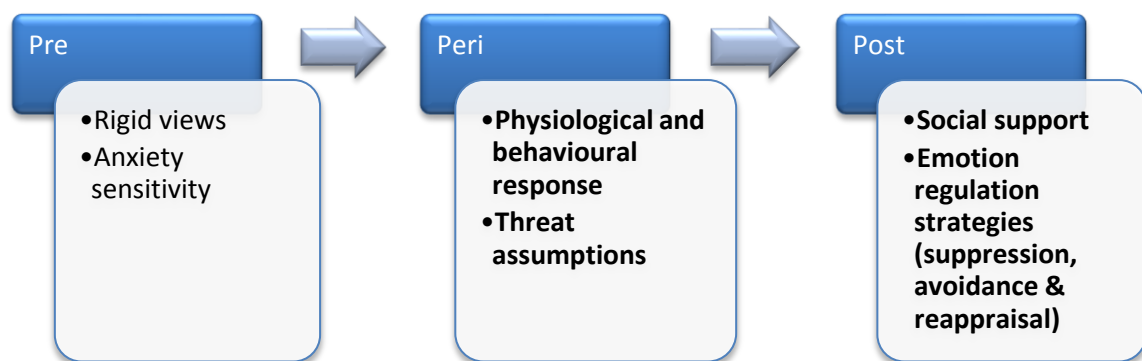 Pre
•Rigid views
•Anxiety
sensitivity
Peri
•Physiological and
behavioural
response
•Threat
assumptions
Post
•Social support
•Emotion
regulation
strategies
(suppression,
avoidance &
reappraisal)